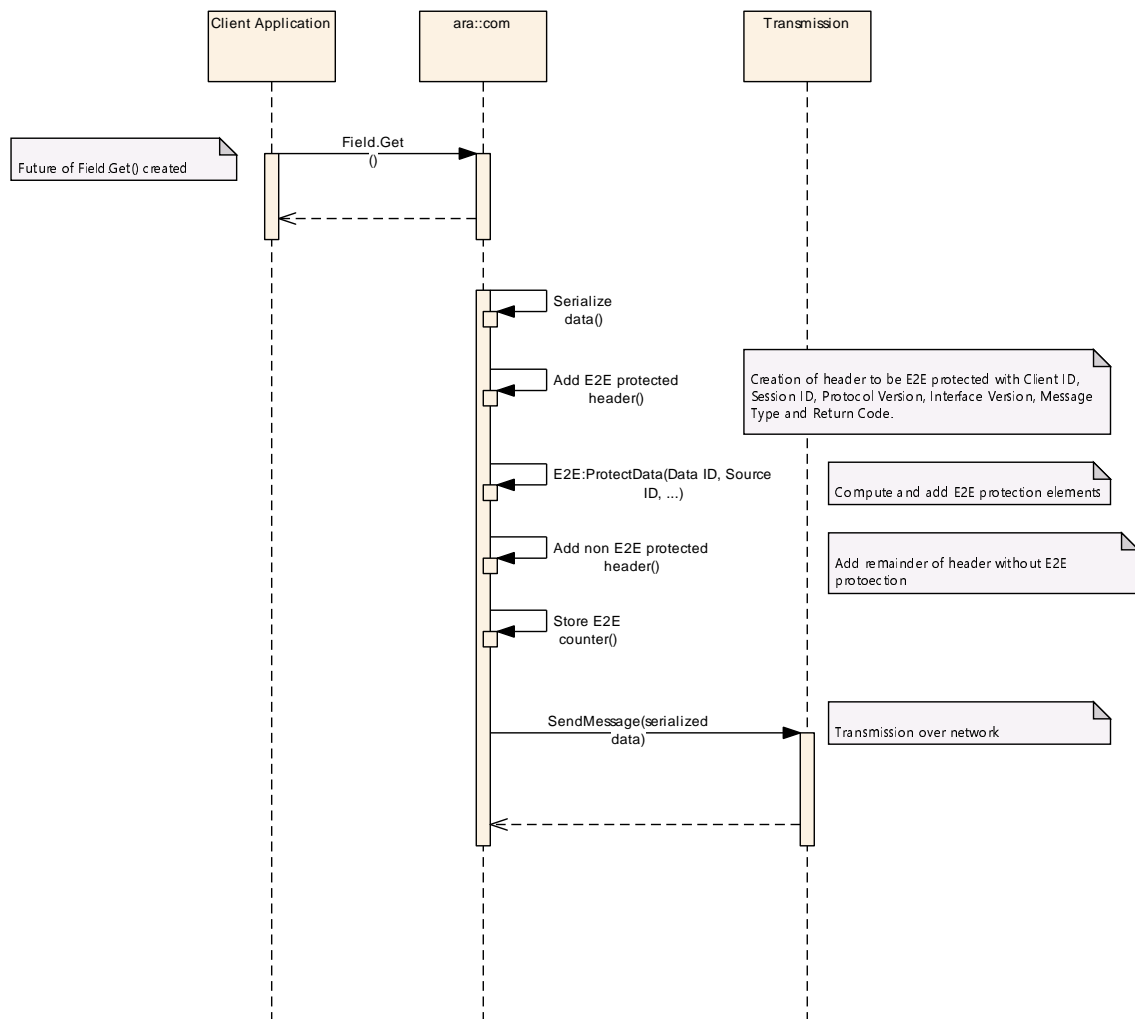 Client Application
ara::com
Transmission
Field.Get
()
Future of Field.Get() created
Serialize
data()
Add E2E protected
header()
Creation of header to be E2E protected with Client ID,
Session ID, Protocol Version, Interface Version, Message
Type and Return Code.
E2E:ProtectData(Data ID, Source
ID, ...)
Compute and add E2E protection elements
Add non E2E protected
header()
Add remainder of header without E2E
protoection
Store E2E
counter()
SendMessage(serialized
data)
Transmission over network